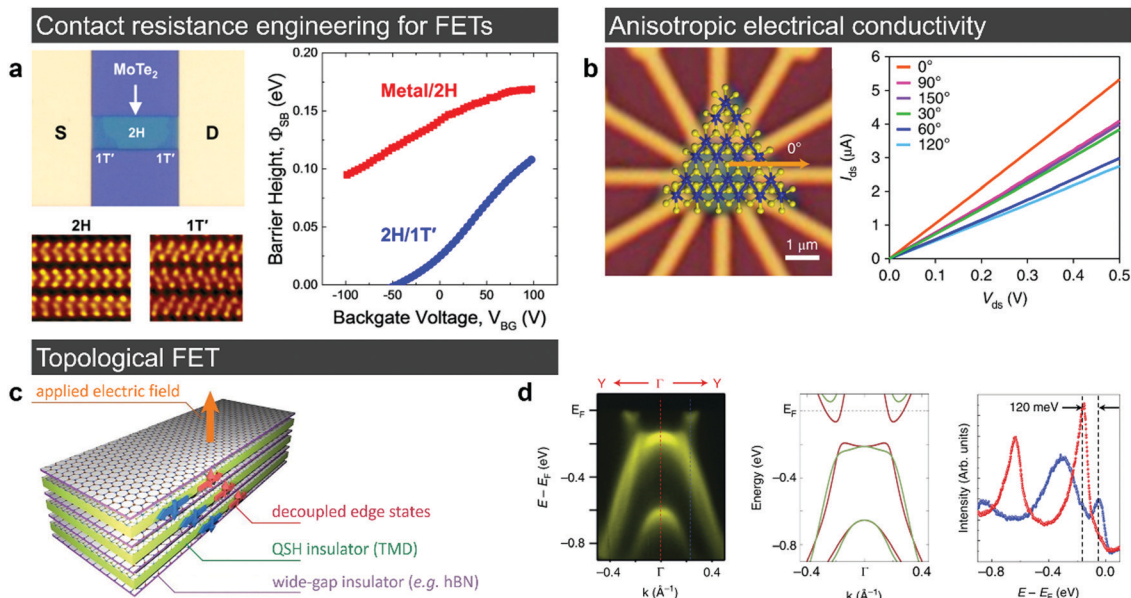 Contact resistance engineering for FETs
a
MoTe2
S
2H
D
1T′ 1T′
2H
1T′
Barrier Height, ΦSB (eV)
0.20
0.15
0.10
0.05
0.00
Metal/2H
2H/1T′
-100 -50 0 50 100
Backgate Voltage, VBG (V)
Anisotropic electrical conductivity
b
0°
1 μm
Ids (μA)
6
5
4
3
2
1
0
0°
90°
150°
30°
60°
120°
0.0 0.1 0.2 0.3 0.4 0.5
Vds (V)
Topological FET
c
applied electric field
decoupled edge states
QSH insulator (TMD)
wide-gap insulator (e.g. hBN)
d
Y Γ Y
EF
−0.4
−0.8
E − EF (eV)
Γ 0.4
k (Å-1)
EF
−0.4
−0.8
Energy (eV)
−0.4 Γ 0.4
k (Å-1)
120 meV
Intensity (Arb. units)
−0.8 −0.4 0.0
E − EF (eV)